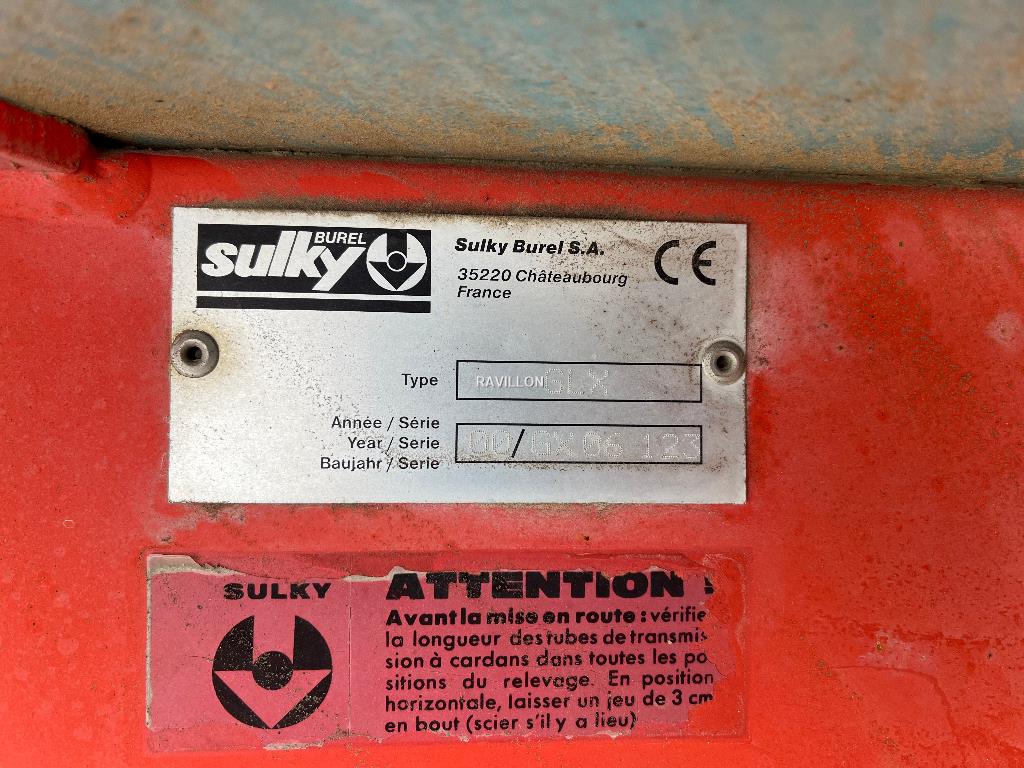 BUREL
sulky
Sulky Burel S.A.
35220 Châteaubourg
France
CE
Type RAVILLON GLX
Année / Série
Year / Serie 00/GX 06 123
Baujahr / Serie
SULKY
ATTENTION !
Avant la mise en route : vérifie
la longueur des tubes de transmis
sion à cardans dans toutes les po
sitions du relevage. En position
horizontale, laisser un jeu de 3 cm
en bout (scier s'il y a lieu)